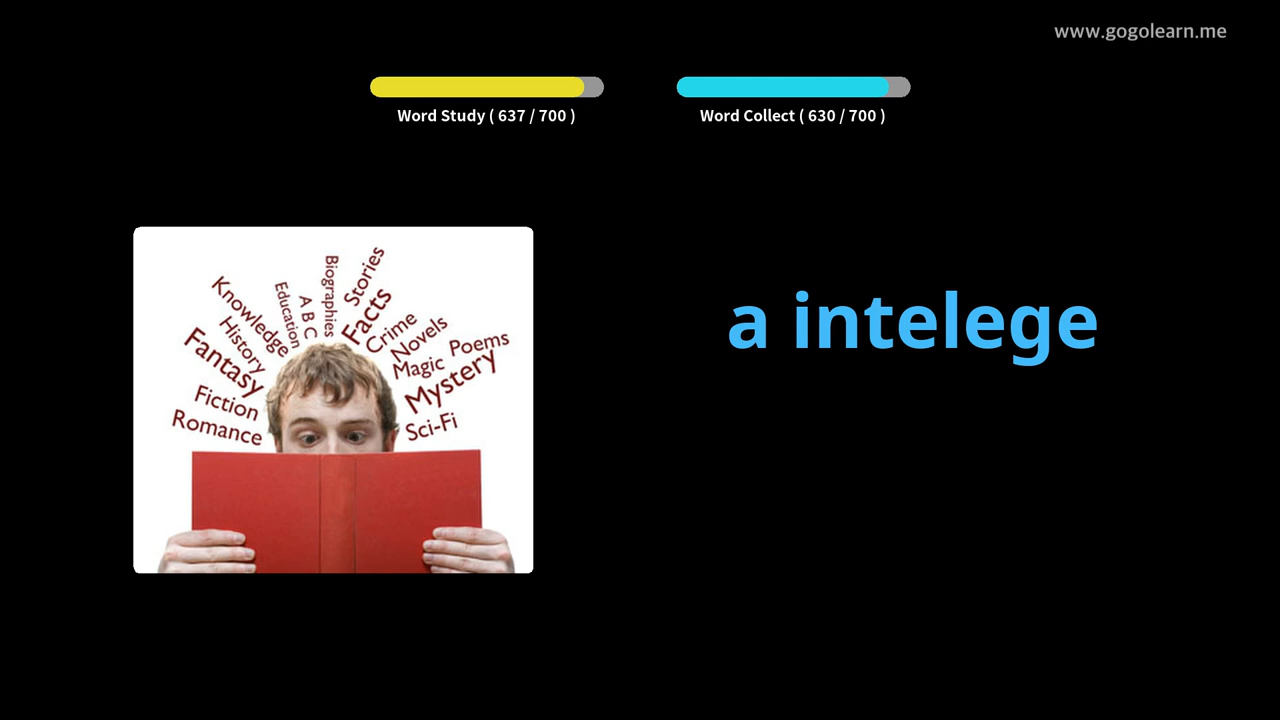 www.gogolearn.me
Word Study ( 637 / 700 )
Word Collect ( 630 / 700 )
a intelege
Knowledge
Education
A B C
Biographies
Stories
Facts
History
Fantasy
Crime
Novels
Magic
Poems
Mystery
Fiction
Romance
Sci-Fi